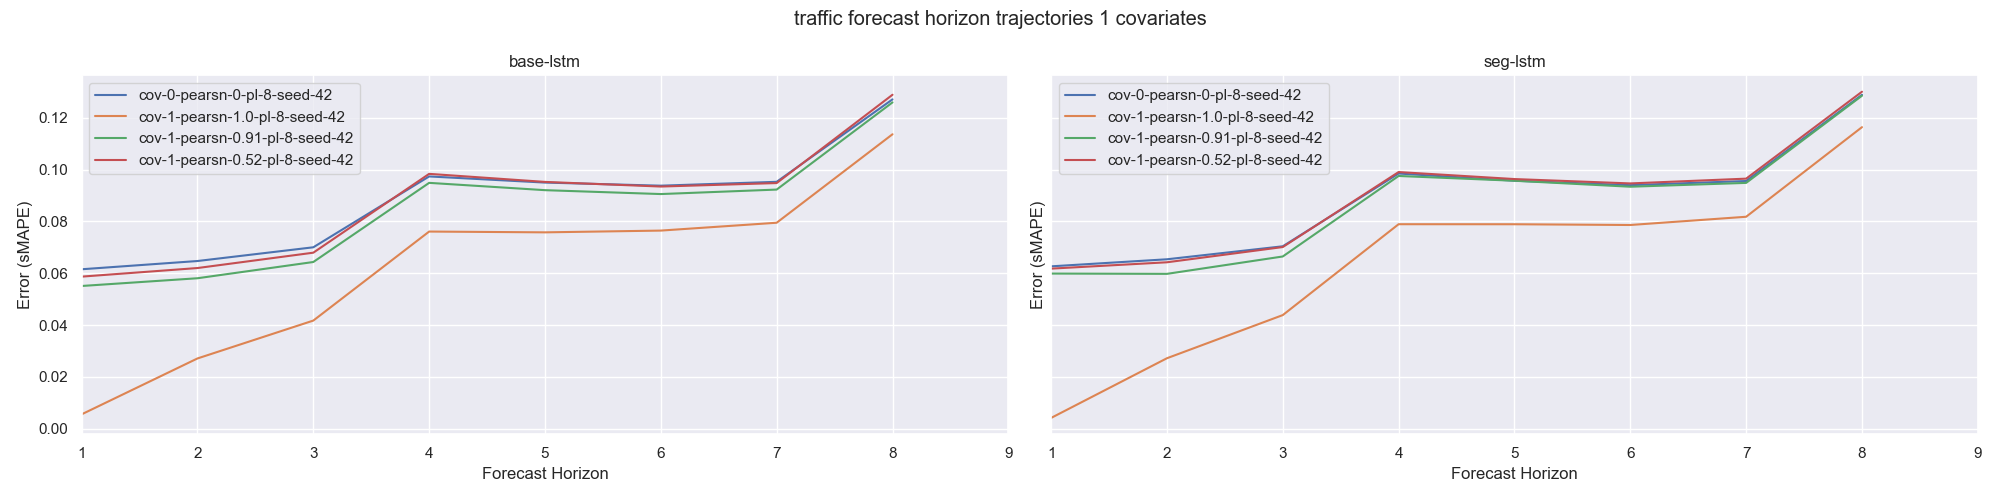 traffic forecast horizon trajectories 1 covariates
base-lstm
cov-0-pearsn-0-pl-8-seed-42
cov-1-pearsn-1.0-pl-8-seed-42
cov-1-pearsn-0.91-pl-8-seed-42
cov-1-pearsn-0.52-pl-8-seed-42
Error (sMAPE)
0.12
0.10
0.08
0.06
0.04
0.02
0.00
1 2 3 4 5 6 7 8 9
Forecast Horizon
seg-lstm
cov-0-pearsn-0-pl-8-seed-42
cov-1-pearsn-1.0-pl-8-seed-42
cov-1-pearsn-0.91-pl-8-seed-42
cov-1-pearsn-0.52-pl-8-seed-42
Error (sMAPE)
1 2 3 4 5 6 7 8 9
Forecast Horizon